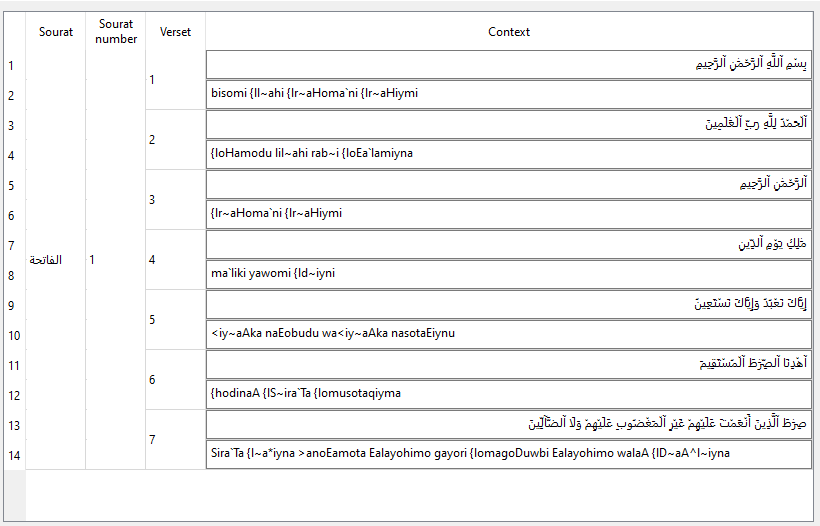 Sourat Sourat number Verset Context
1 بِسْمِ ٱللَّهِ ٱلرَّحْمَٰنِ ٱلرَّحِيمِ
1
2 bisomi {ll~ahi {lr~aHoma`ni {lr~aHiymi
3 ٱلْحَمْدُ لِلَّهِ رَبِّ ٱلْعَٰلَمِينَ
2
4 {loHamodu lil~ahi rab~i {loEa`lamiyna
5 ٱلرَّحْمَٰنِ ٱلرَّحِيمِ
3
6 {lr~aHoma`ni {lr~aHiymi
7 مَٰلِكِ يَوْمِ ٱلدِّينِ
الفاتحة 1 4
8 ma`liki yawomi {ld~iyni
9 إِيَّاكَ نَعْبُدُ وَإِيَّاكَ نَسْتَعِينُ
5
10 <iy~aAka naEobudu wa<iy~aAka nasotaEiynu
11 ٱهْدِنَا ٱلصِّرَٰطَ ٱلْمُسْتَقِيمَ
6
12 {hodinaA {lS~ira`Ta {lomusotaqiyma
13 صِرَٰطَ ٱلَّذِينَ أَنْعَمْتَ عَلَيْهِمْ غَيْرِ ٱلْمَغْضُوبِ عَلَيْهِمْ وَلَا ٱلضَّآلِّينَ
7
14 Sira`Ta {l~a*iyna >anoEamota Ealayohimo gayori {lomagoDuwbi Ealayohimo walaA {lD~aA^l~iyna